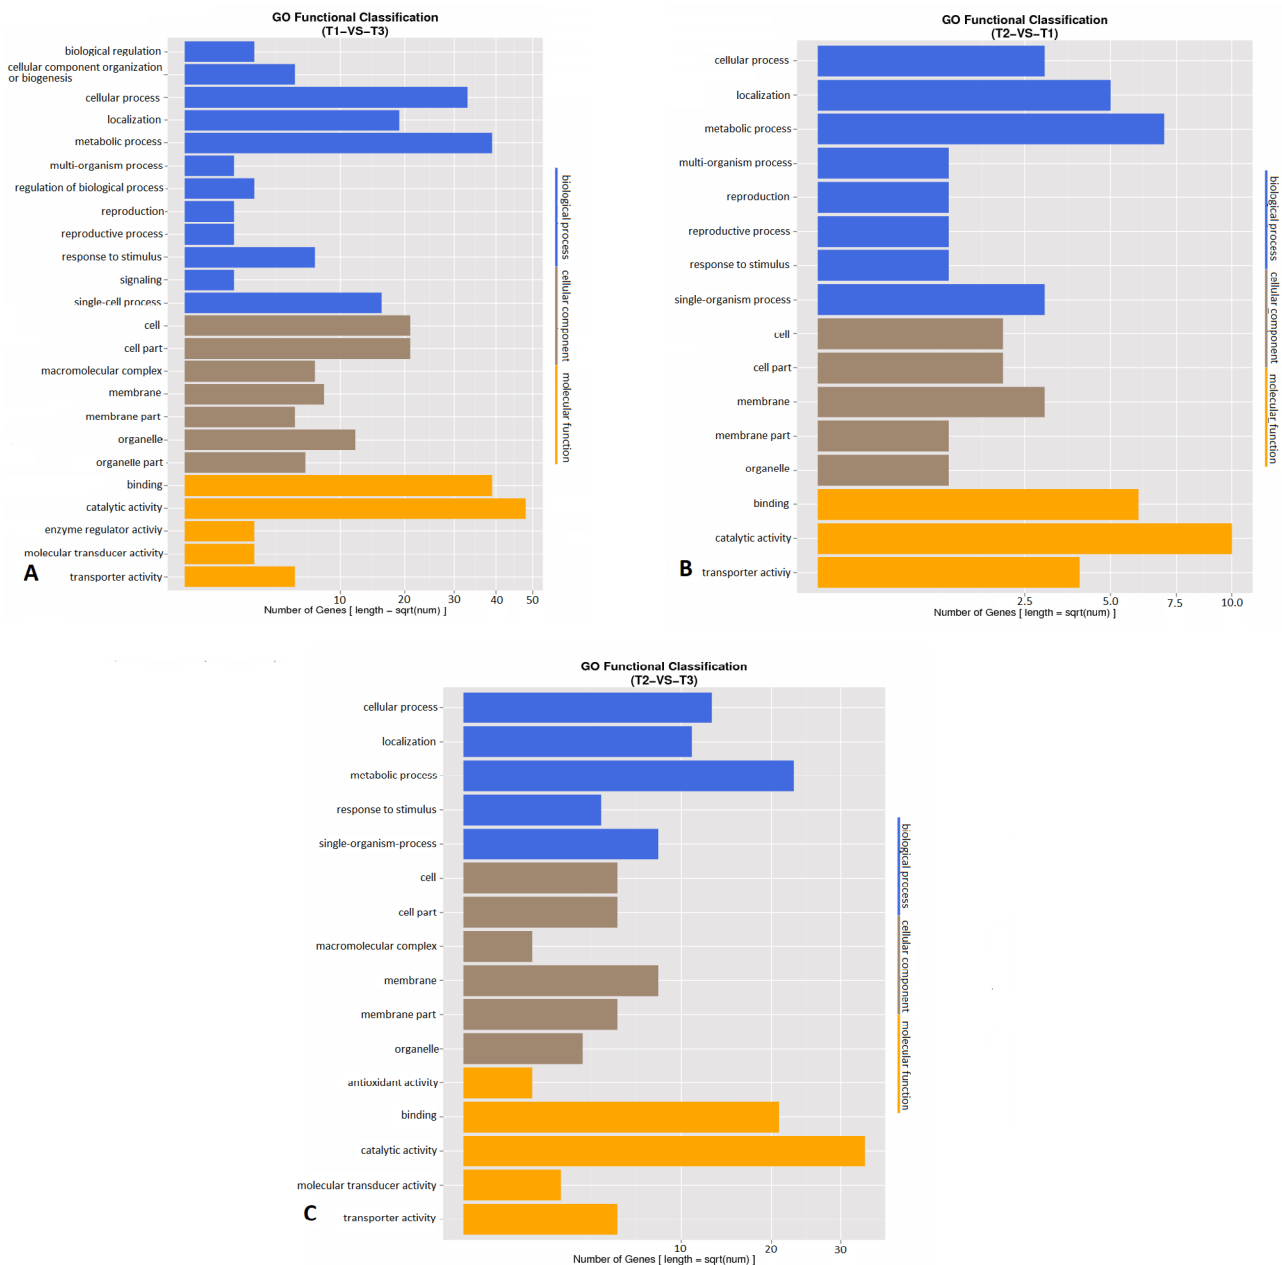 GO Functional Classification
(T1−VS−T3)
biological regulation
cellular component organization
or biogenesis
cellular process
localization
metabolic process
multi-organism process
regulation of biological process
reproduction
reproductive process
response to stimulus
signaling
single-cell process
cell
cell part
macromolecular complex
membrane
membrane part
organelle
organelle part
binding
catalytic activity
enzyme regulator activiy
molecular transducer activity
transporter activity
A
10 20 30 40 50
Number of Genes [ length − sqrt(num) ]
biological process
cellular component
molecular function
GO Functional Classification
(T2−VS−T1)
cellular process
localization
metabolic process
multi-organism process
reproduction
reproductive process
response to stimulus
single-organism process
cell
cell part
membrane
membrane part
organelle
binding
catalytic activity
transporter activiy
B
2.5 5.0 7.5 10.0
Number of Genes [ length = sqrt(num) ]
biological process
cellular component
molecular function
GO Functional Classification
(T2−VS−T3)
cellular process
localization
metabolic process
response to stimulus
single-organism-process
cell
cell part
macromolecular complex
membrane
membrane part
organelle
antioxidant activity
binding
catalytic activity
molecular transducer activity
transporter activity
C
10 20 30
Number of Genes [ length = sqrt(num) ]
biological process
cellular component
molecular function